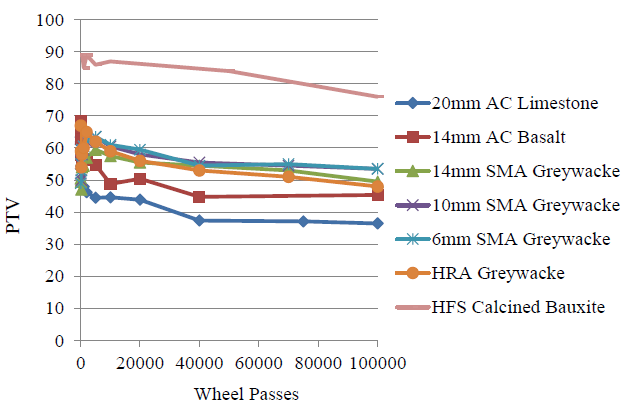 100
90
80
70
60
50
40
30
20
10
0
PTV
0 20000 40000 60000 80000 100000
Wheel Passes
20mm AC Limestone
14mm AC Basalt
14mm SMA Greywacke
10mm SMA Greywacke
6mm SMA Greywacke
HRA Greywacke
HFS Calcined Bauxite